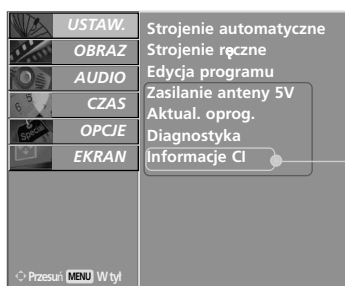 USTAW.
OBRAZ
AUDIO
CZAS
OPCJE
EKRAN
Strojenie automatyczne
Strojenie ręczne
Edycja programu
Zasilanie anteny 5V
Aktual. oprog.
Diagnostyka
Informacje CI
Przesuń MENU W tył